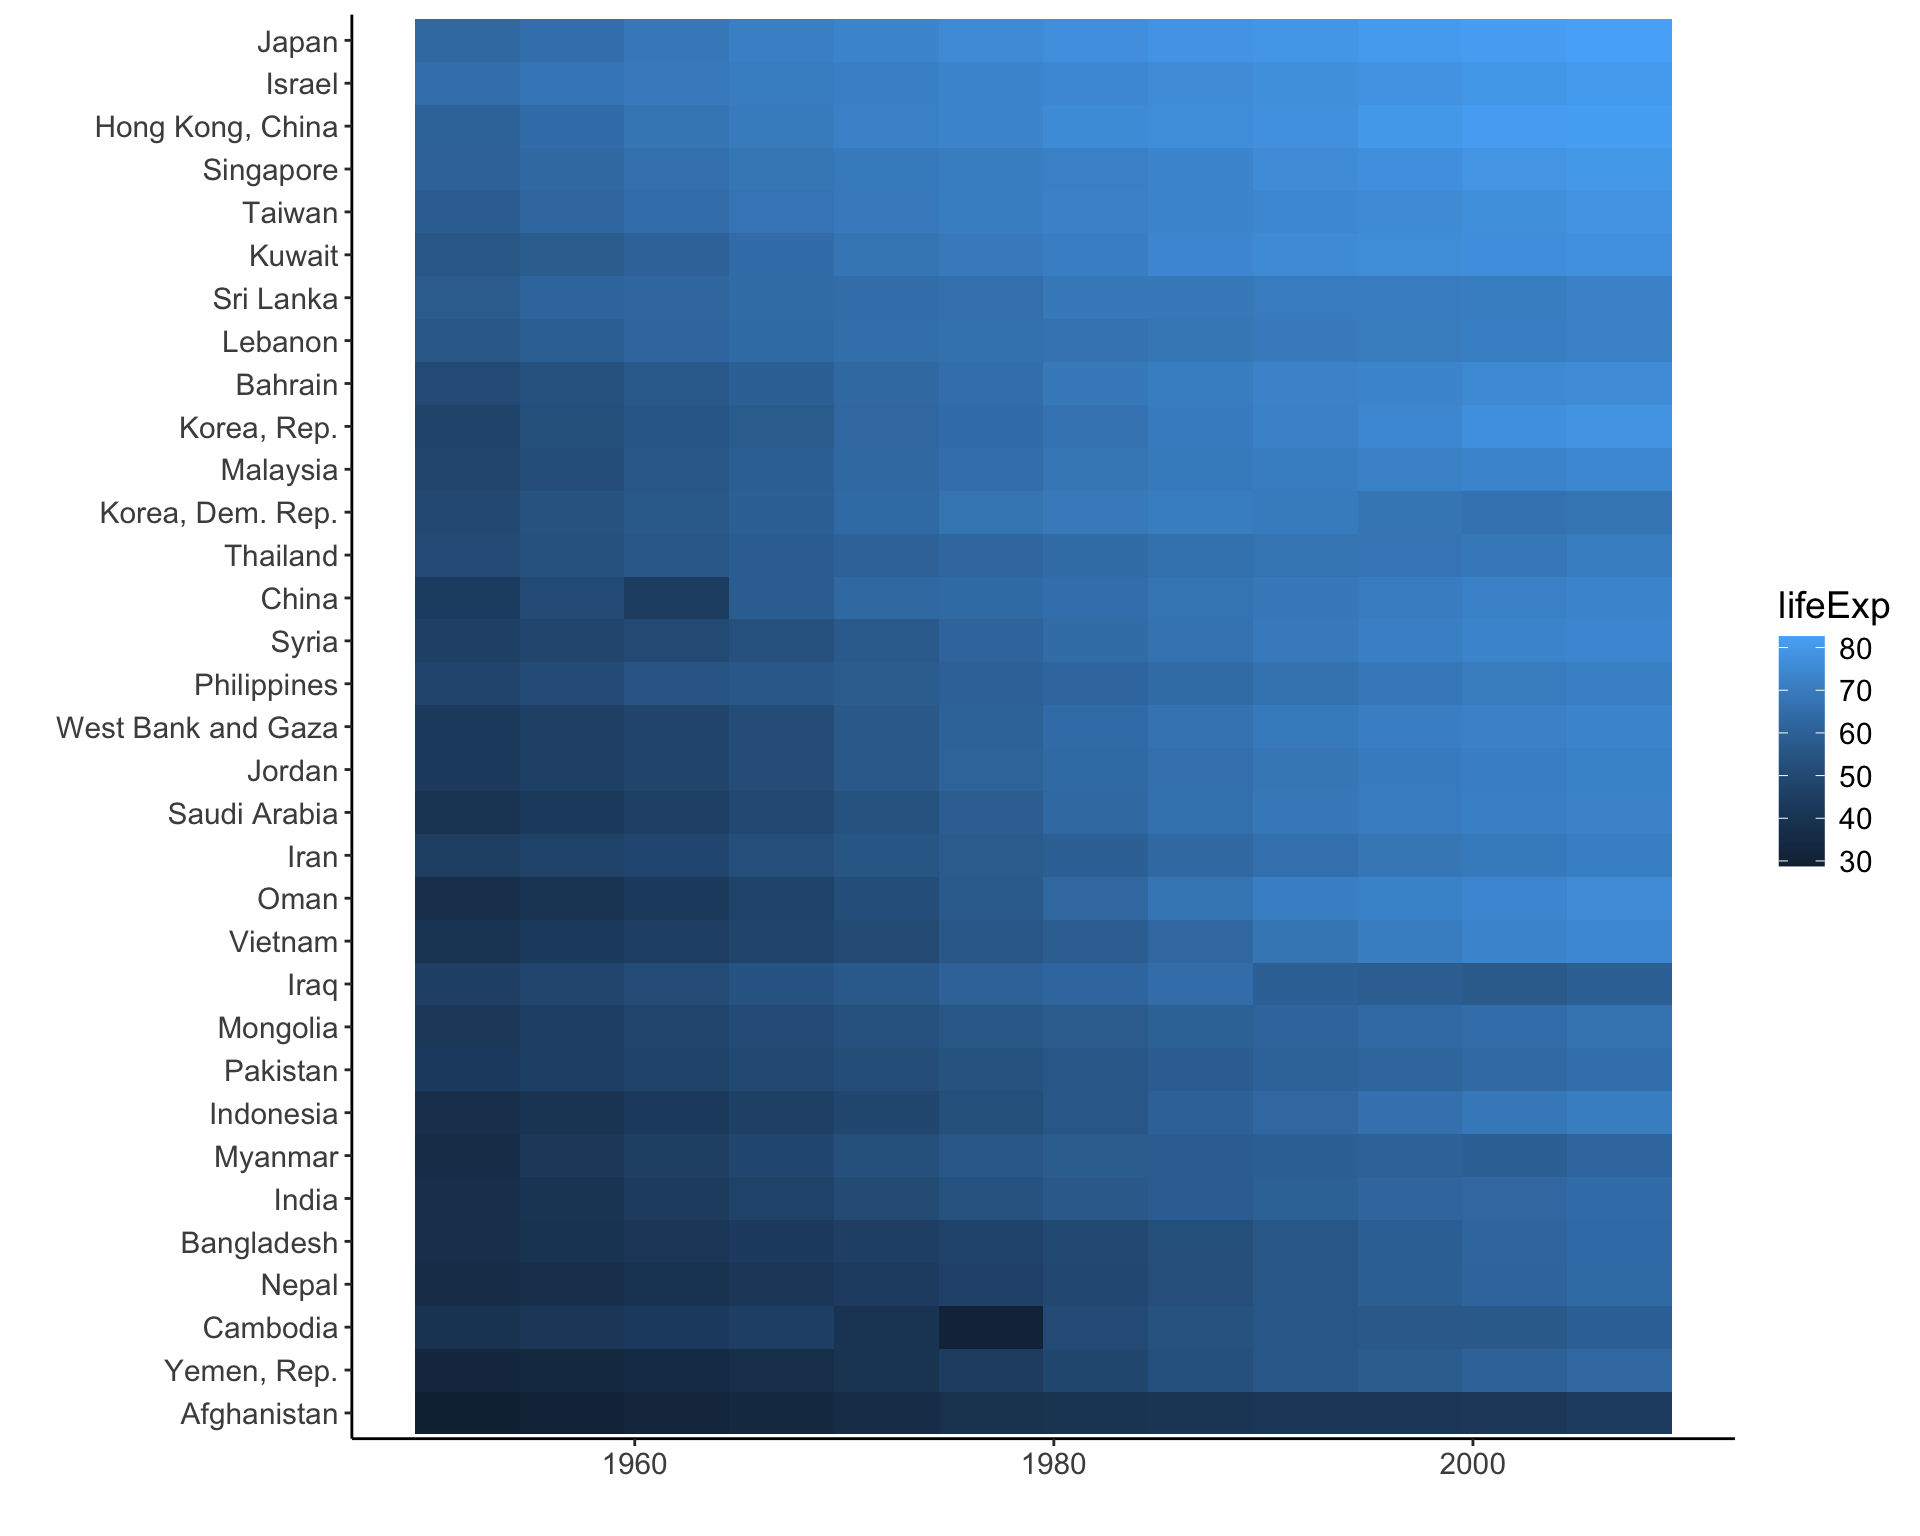 Japan
Israel
Hong Kong, China
Singapore
Taiwan
Kuwait
Sri Lanka
Lebanon
Bahrain
Korea, Rep.
Malaysia
Korea, Dem. Rep.
Thailand
China
Syria
Philippines
West Bank and Gaza
Jordan
Saudi Arabia
Iran
Oman
Vietnam
Iraq
Mongolia
Pakistan
Indonesia
Myanmar
India
Bangladesh
Nepal
Cambodia
Yemen, Rep.
Afghanistan
1960 1980 2000
lifeExp
80
70
60
50
40
30